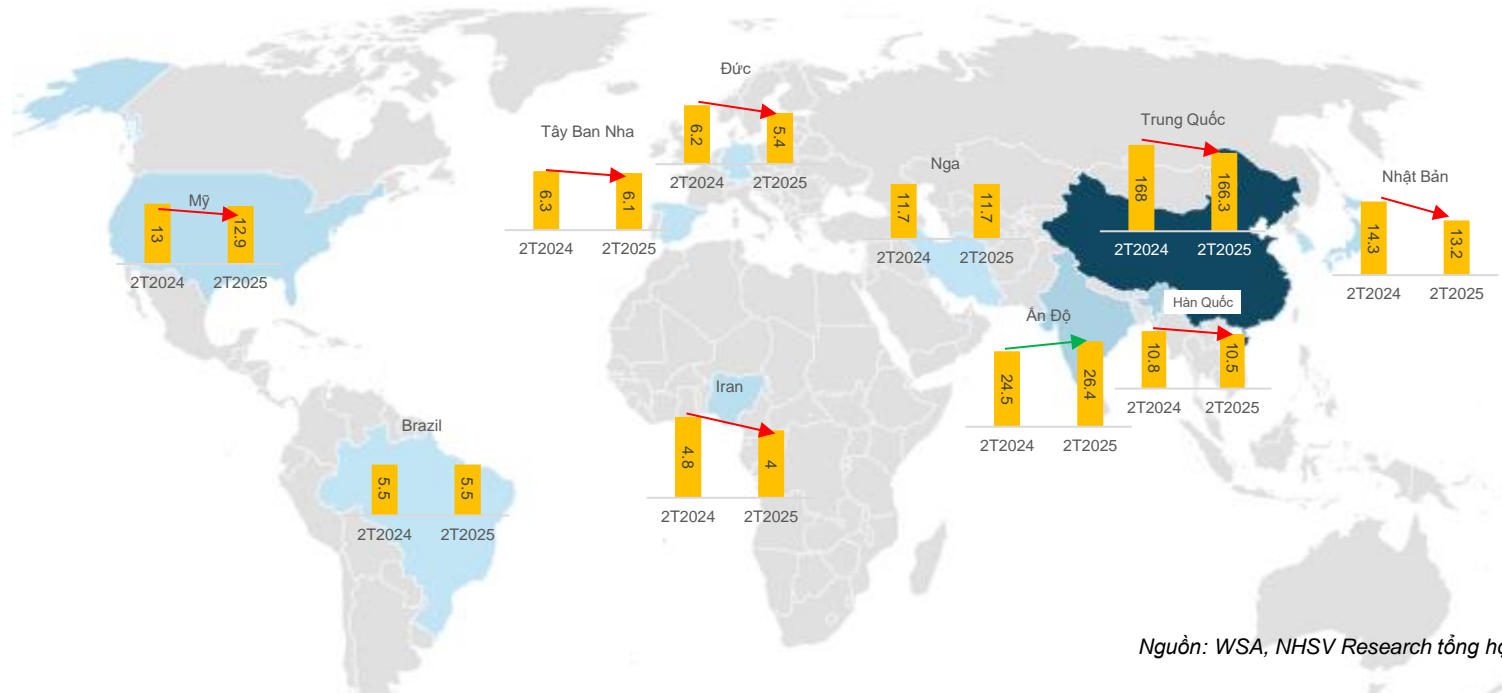 Đức
6.2
5.4
2T2024
2T2025
Tây Ban Nha
6.3
6.1
2T2024
2T2025
Mỹ
13
12.9
2T2024
2T2025
Nga
11.7
11.7
2T2024
2T2025
Trung Quốc
168
166.3
2T2024
2T2025
Nhật Bản
14.3
13.2
2T2024
2T2025
Hàn Quốc
10.8
10.5
2T2024
2T2025
Ấn Độ
24.5
26.4
2T2024
2T2025
Iran
4.8
4
2T2024
2T2025
Brazil
5.5
5.5
2T2024
2T2025
Nguồn: WSA, NHSV Research tổng